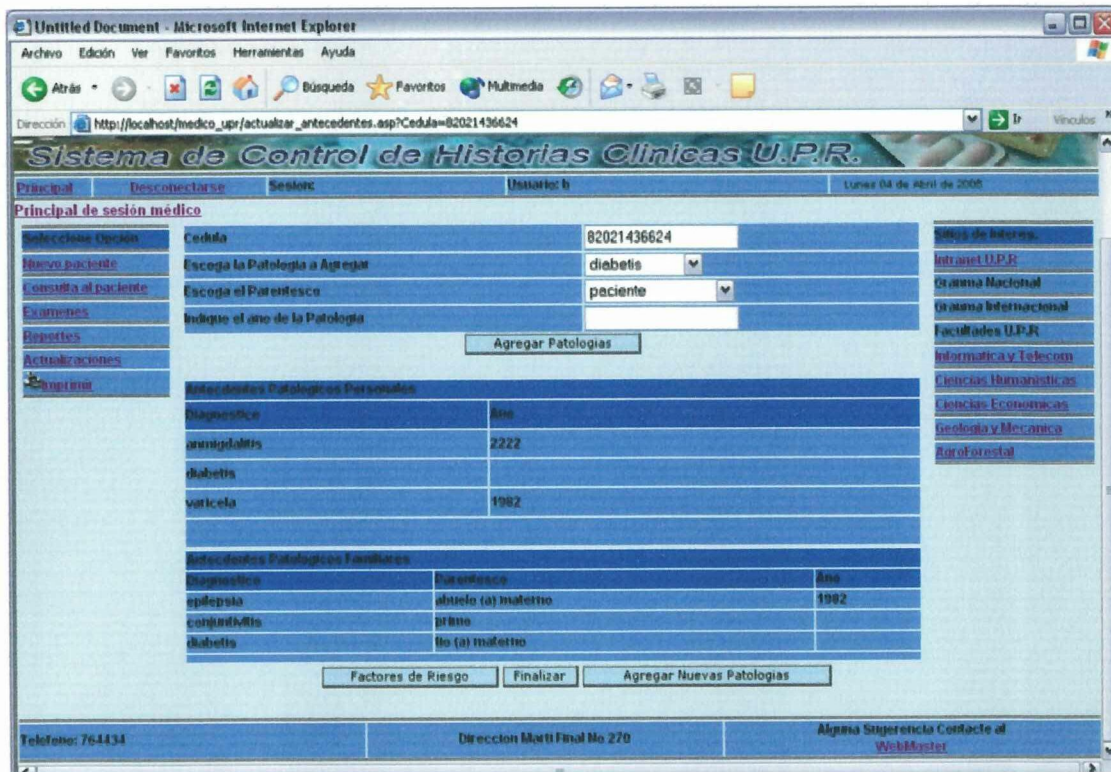 Untitled Document - Microsoft Internet Explorer
Archivo Edición Ver Favoritos Herramientas Ayuda
Atrás Búsqueda Favoritos Multimedia
Dirección http://localhost/medico_upr/actualizar_antecedentes.asp?Cedula=82021436624 Ir Vínculos
Sistema de Control de Historias Clinicas U.P.R.
Principal Desconectarse Sesion: Usuario: h Lunes 04 de Abril de 2005
Principal de sesión médico
Seleccione Opción
Nuevo paciente
Consulta al paciente
Examenes
Reportes
Actualizaciones
Imprimir
Cedula 82021436624
Escoga la Patologia a Agregar diabetis
Escoga el Parentesco paciente
Indique el ano de la Patologia
Agregar Patologias
Antecedentes Patologicos Personales
Diagnostico Ano
anmigdalitis 2222
diabetis
varicela 1982
Antecedentes Patologicos Familiares
Diagnostico Parentesco Ano
epilepsia abuelo (a) materno 1982
conjuntivitis primo
diabetis tio (a) materno
Factores de Riesgo Finalizar Agregar Nuevas Patologias
Sitios de Interes.
Intranet U.P.R
Granma Nacional
Granma Internacional
Facultades U.P.R
Informatica y Telecom
Ciencias Humanisticas
Ciencias Economicas
Geologia y Mecanica
AgroForestal
Telefono: 764434 Direccion Marti Final No 270 Alguna Sugerencia Contacte al
WebMaster